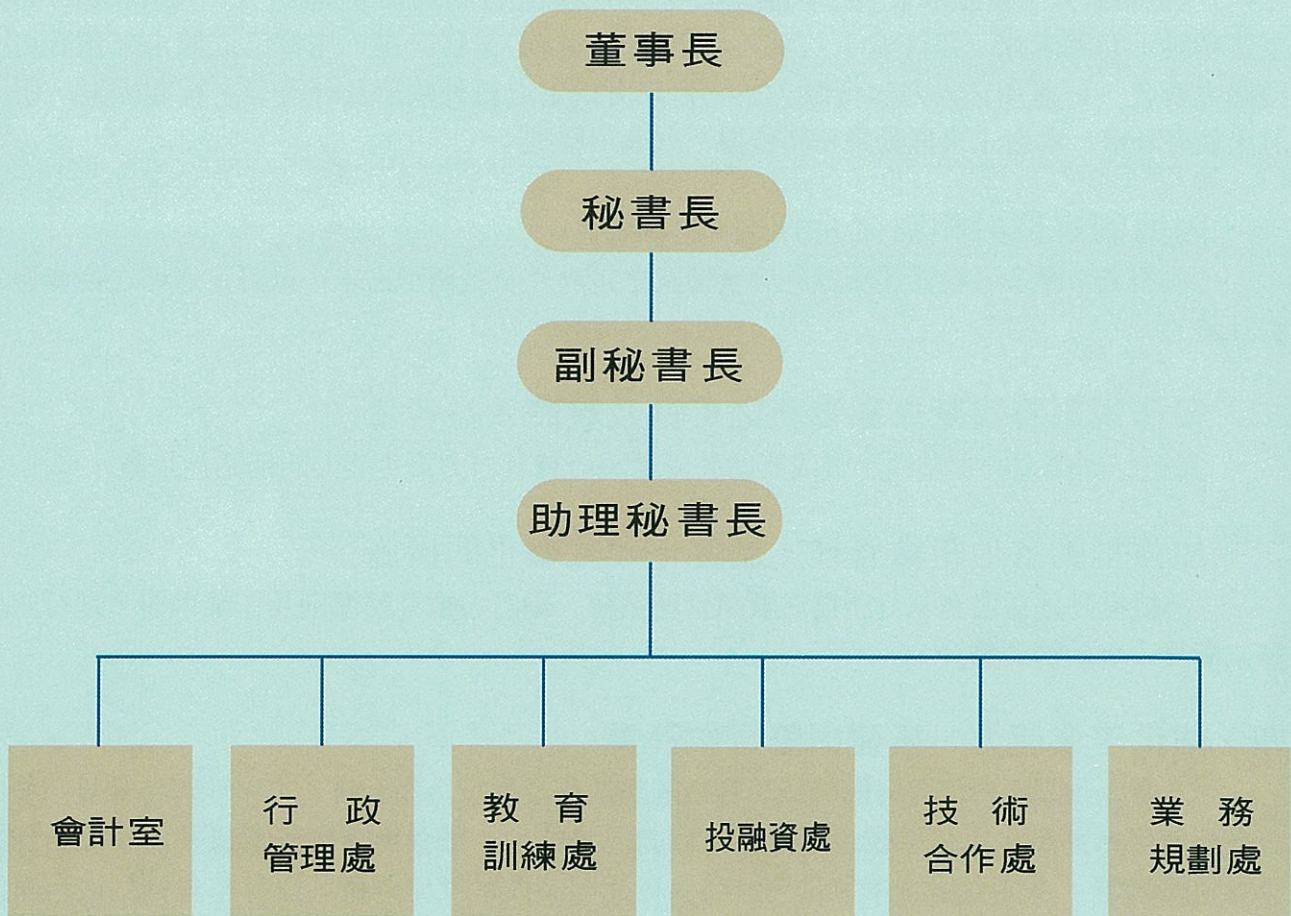 董事長
秘書長
副秘書長
助理秘書長
會計室
行政
管理處
教育
訓練處
投融資處
技術
合作處
業務
規劃處